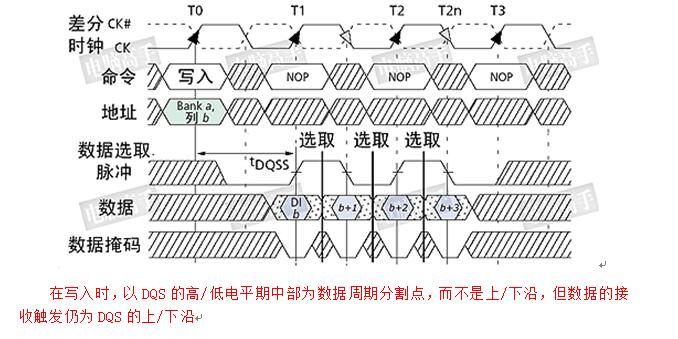 T0 T1 T2 T2n T3
差分 CK#
时钟 CK
命令 写入 NOP NOP NOP
地址 Bank a,
列 b
选取 选取 选取
数据选取
脉冲 tDQSS
数据 DI
b b+1 b+2 b+3
数据掩码
在写入时，以 DQS 的高/低电平期中部为数据周期分割点，而不是上/下沿，但数据的接
收触发仍为 DQS 的上/下沿